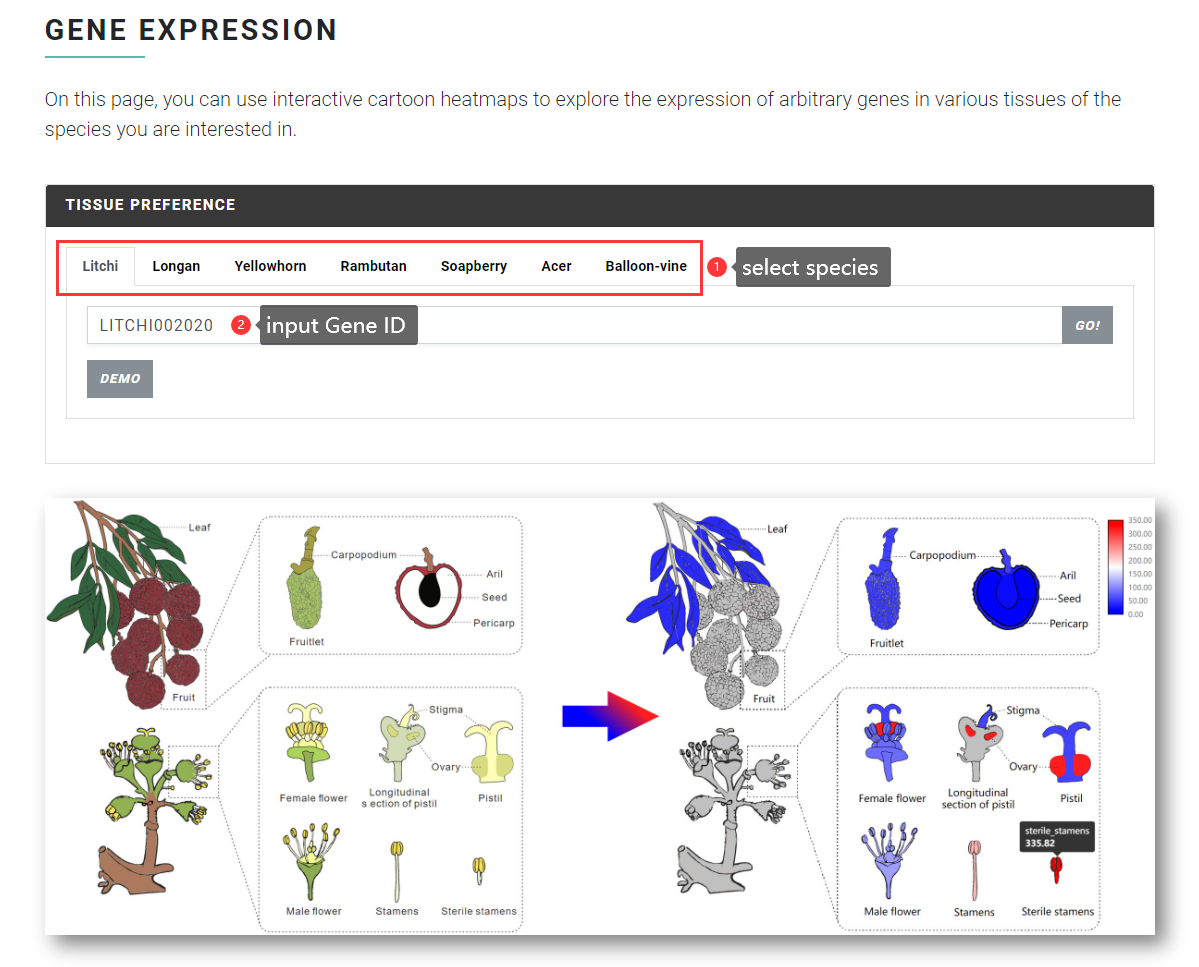 GENE EXPRESSION
On this page, you can use interactive cartoon heatmaps to explore the expression of arbitrary genes in various tissues of the
species you are interested in.
TISSUE PREFERENCE
Litchi Longan Yellowhorn Rambutan Soapberry Acer Balloon-vine 1 select species
LITCHI002020 2 input Gene ID GO!
DEMO
Leaf
Carpopodium
Aril
Seed
Pericarp
Fruitlet
Fruit
Stigma
Ovary
Female flower
Longitudinal
s ection of pistil
Pistil
Male flower
Stamens
Sterile stamens
Leaf
Carpopodium
Aril
Seed
Pericarp
Fruitlet
Fruit
350.00
300.00
250.00
200.00
150.00
100.00
50.00
0.00
Stigma
Ovary
Female flower
Longitudinal
section of pistil
Pistil
sterile_stamens
335.82
Male flower
Stamens
Sterile stamens